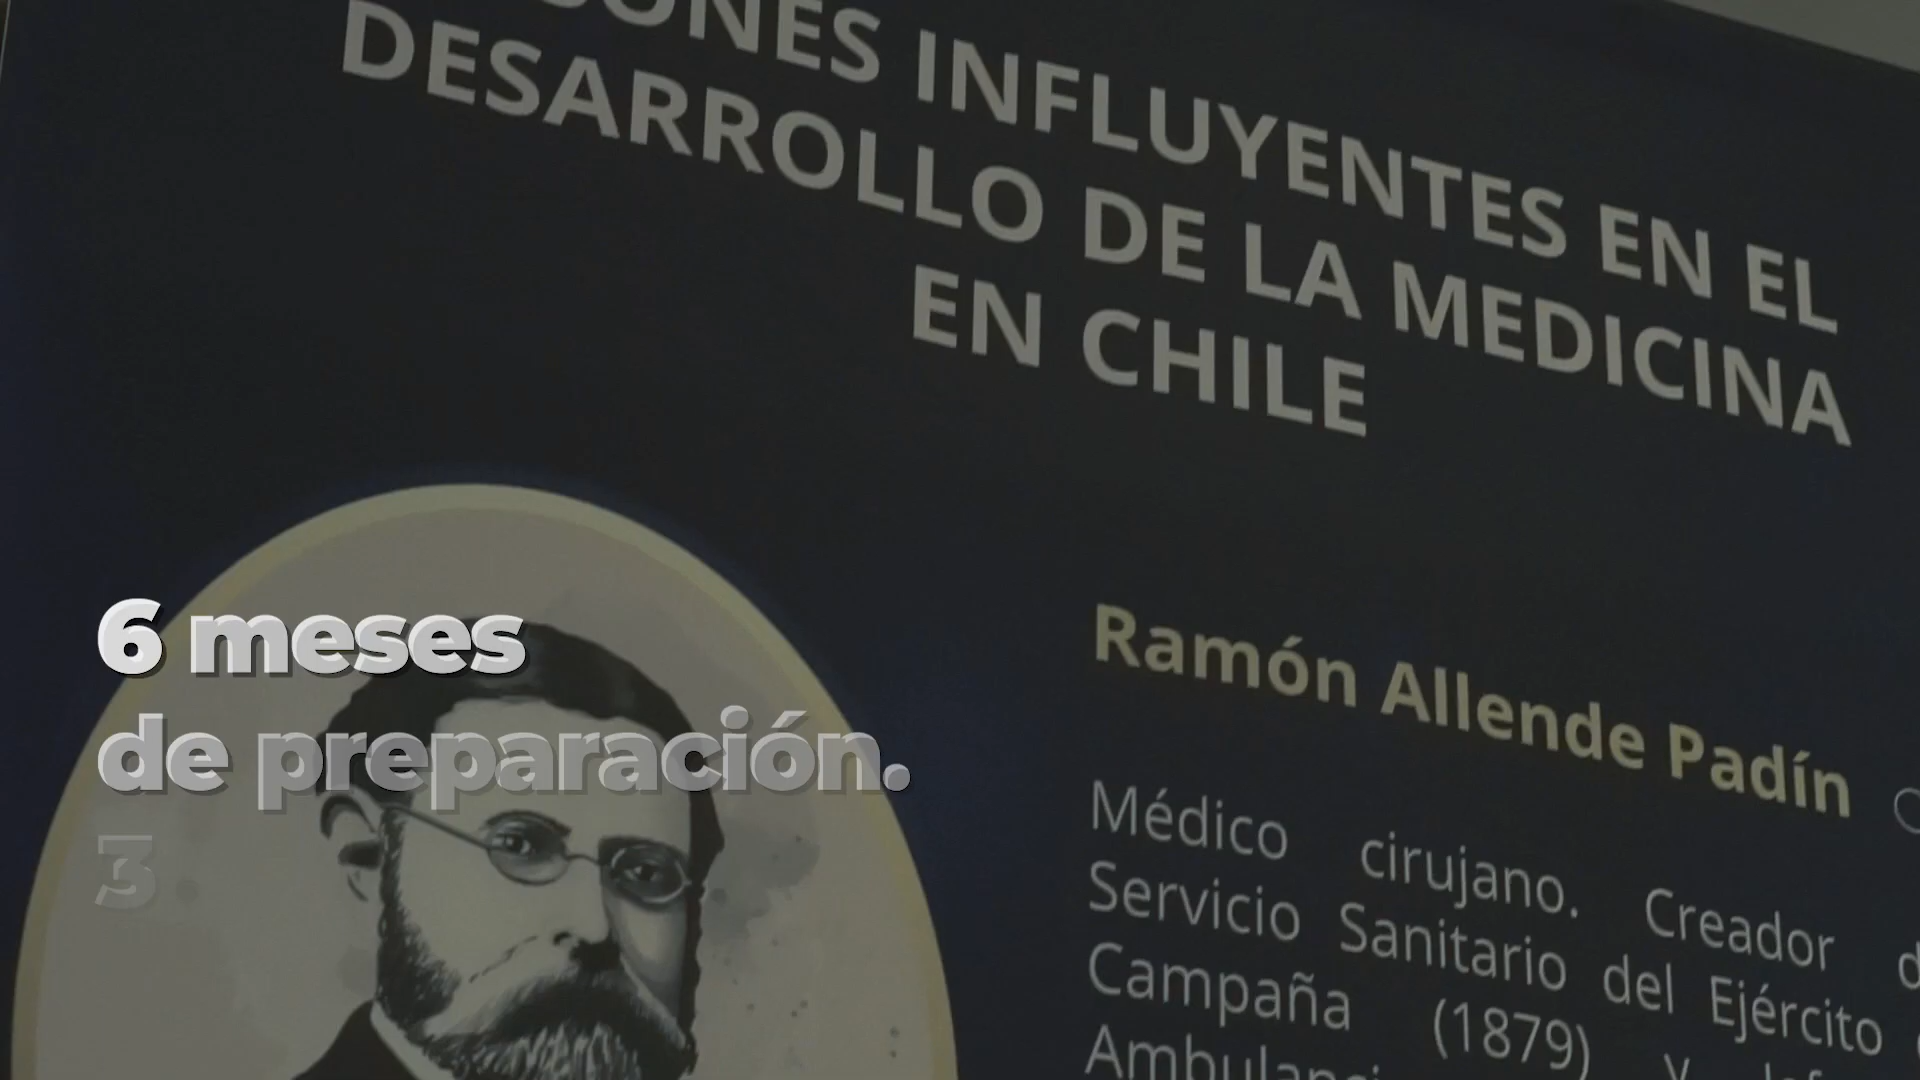 INFLUYENTES EN EL
DESARROLLO DE LA MEDICINA
EN CHILE
6 meses
de preparación.
3
Ramón Allende Padín
Médico cirujano. Creador
Servicio Sanitario del Ejército
Campaña (1879) y